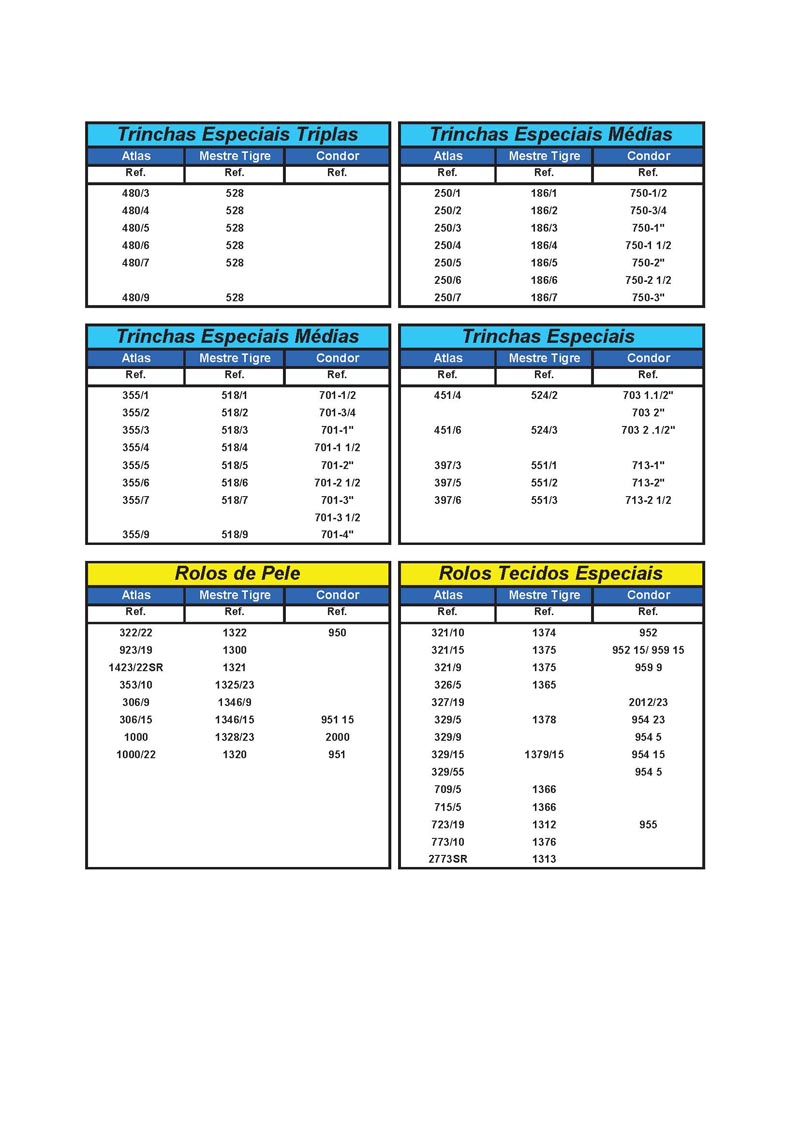 Trinchas Especiais Triplas
Atlas Mestre Tigre Condor
Ref. Ref. Ref.
480/3 528
480/4 528
480/5 528
480/6 528
480/7 528
480/9 528
Trinchas Especiais Médias
Atlas Mestre Tigre Condor
Ref. Ref. Ref.
250/1 186/1 750-1/2
250/2 186/2 750-3/4
250/3 186/3 750-1"
250/4 186/4 750-1 1/2
250/5 186/5 750-2"
250/6 186/6 750-2 1/2
250/7 186/7 750-3"
Trinchas Especiais Médias
Atlas Mestre Tigre Condor
Ref. Ref. Ref.
355/1 518/1 701-1/2
355/2 518/2 701-3/4
355/3 518/3 701-1"
355/4 518/4 701-1 1/2
355/5 518/5 701-2"
355/6 518/6 701-2 1/2
355/7 518/7 701-3"
701-3 1/2
355/9 518/9 701-4"
Trinchas Especiais
Atlas Mestre Tigre Condor
Ref. Ref. Ref.
451/4 524/2 703 1.1/2"
703 2"
451/6 524/3 703 2 .1/2"
397/3 551/1 713-1"
397/5 551/2 713-2"
397/6 551/3 713-2 1/2
Rolos de Pele
Atlas Mestre Tigre Condor
Ref. Ref. Ref.
322/22 1322 950
923/19 1300
1423/22SR 1321
353/10 1325/23
306/9 1346/9
306/15 1346/15 951 15
1000 1328/23 2000
1000/22 1320 951
Rolos Tecidos Especiais
Atlas Mestre Tigre Condor
Ref. Ref. Ref.
321/10 1374 952
321/15 1375 952 15/ 959 15
321/9 1375 959 9
326/5 1365
327/19 2012/23
329/5 1378 954 23
329/9 954 5
329/15 1379/15 954 15
329/55 954 5
709/5 1366
715/5 1366
723/19 1312 955
773/10 1376
2773SR 1313